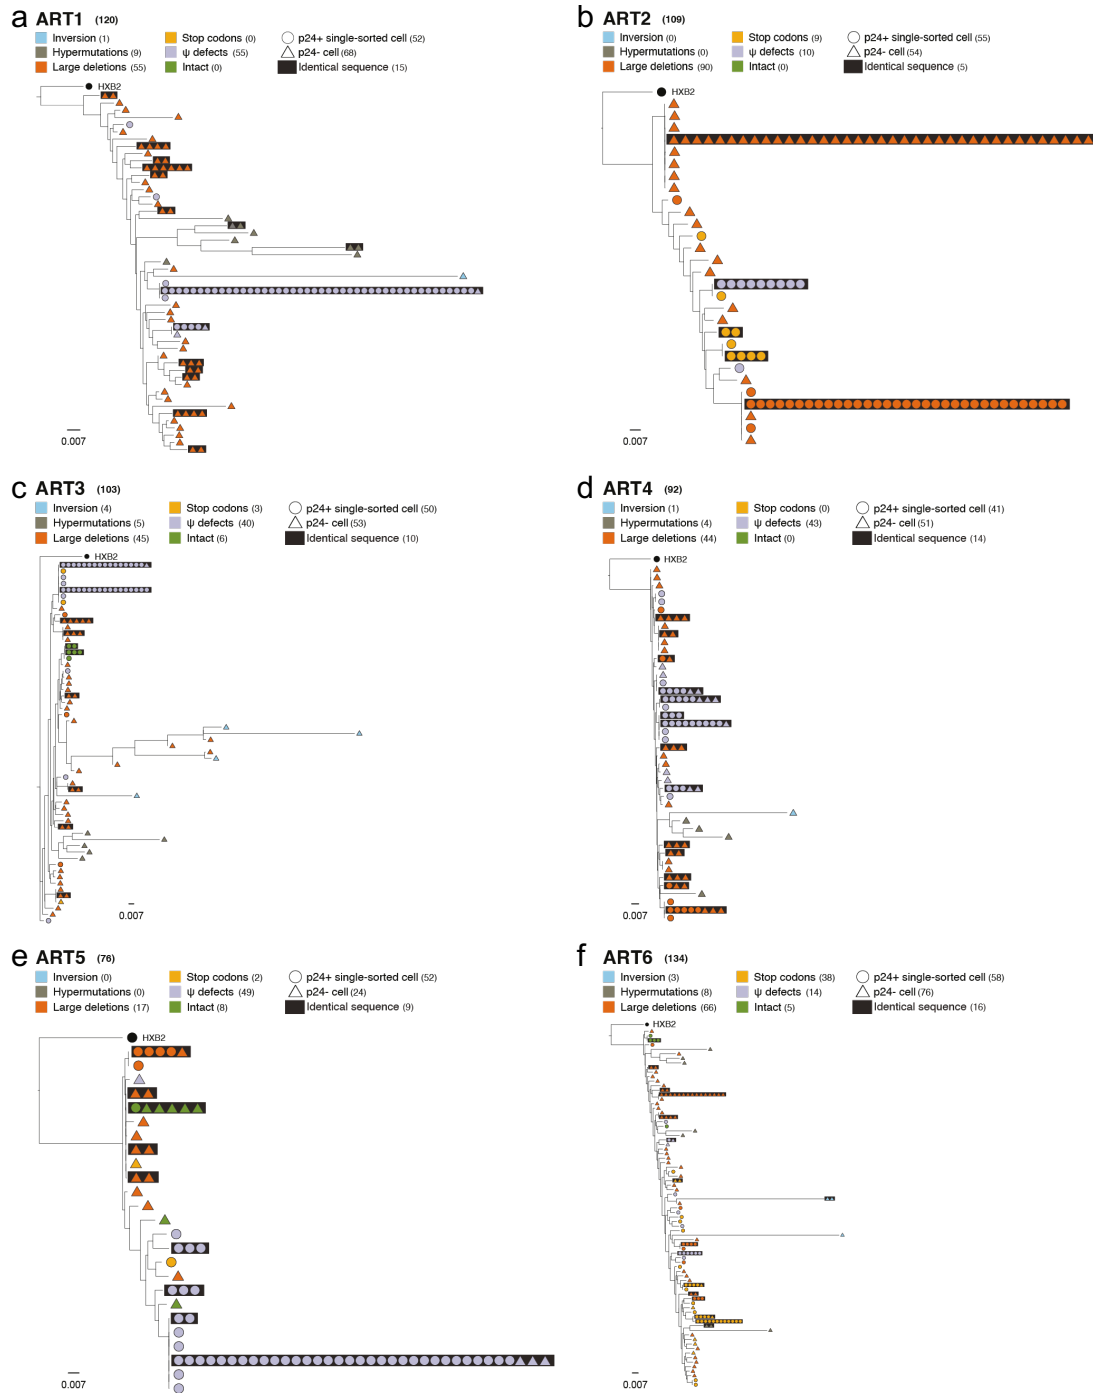 a ART1 (120)
Inversion (1) Stop codons (0) p24+ single-sorted cell (52)
Hypermutations (9) ψ defects (55) p24- cell (68)
Large deletions (55) Intact (0) Identical sequence (15)
HXB2
0.007
b ART2 (109)
Inversion (0) Stop codons (9) p24+ single-sorted cell (55)
Hypermutations (0) ψ defects (10) p24- cell (54)
Large deletions (90) Intact (0) Identical sequence (5)
HXB2
0.007
c ART3 (103)
Inversion (4) Stop codons (3) p24+ single-sorted cell (50)
Hypermutations (5) ψ defects (40) p24- cell (53)
Large deletions (45) Intact (6) Identical sequence (10)
HXB2
0.007
d ART4 (92)
Inversion (1) Stop codons (0) p24+ single-sorted cell (41)
Hypermutations (4) ψ defects (43) p24- cell (51)
Large deletions (44) Intact (0) Identical sequence (14)
HXB2
0.007
e ART5 (76)
Inversion (0) Stop codons (2) p24+ single-sorted cell (52)
Hypermutations (0) ψ defects (49) p24- cell (24)
Large deletions (17) Intact (8) Identical sequence (9)
HXB2
0.007
f ART6 (134)
Inversion (3) Stop codons (38) p24+ single-sorted cell (58)
Hypermutations (8) ψ defects (14) p24- cell (76)
Large deletions (66) Intact (5) Identical sequence (16)
HXB2
0.007